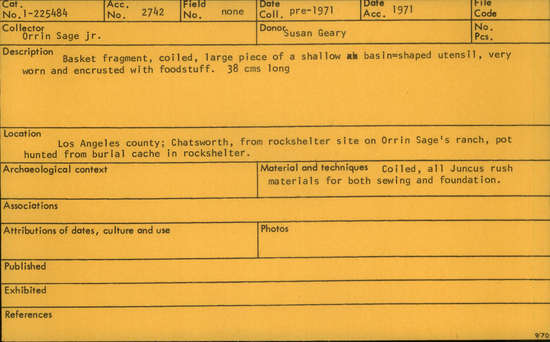 Cat. No. 1-225484 Acc. No. 2742 Field No. none Date Coll. pre-1971 Date Acc. 1971 File Code
Collector Orrin Sage jr. Donor Susan Geary No. Pcs.
Description Basket fragment, coiled, large piece of a shallow basin=shaped utensil, very
worn and encrusted with foodstuff. 38 cms long
Location
Los Angeles county; Chatsworth, from rockshelter site on Orrin Sage's ranch, pot
hunted from burial cache in rockshelter.
Archaeological context
Material and techniques Coiled, all Juncus rush
materials for both sewing and foundation.
Associations
Attributions of dates, culture and use
Photos
Published
Exhibited
References
9/70